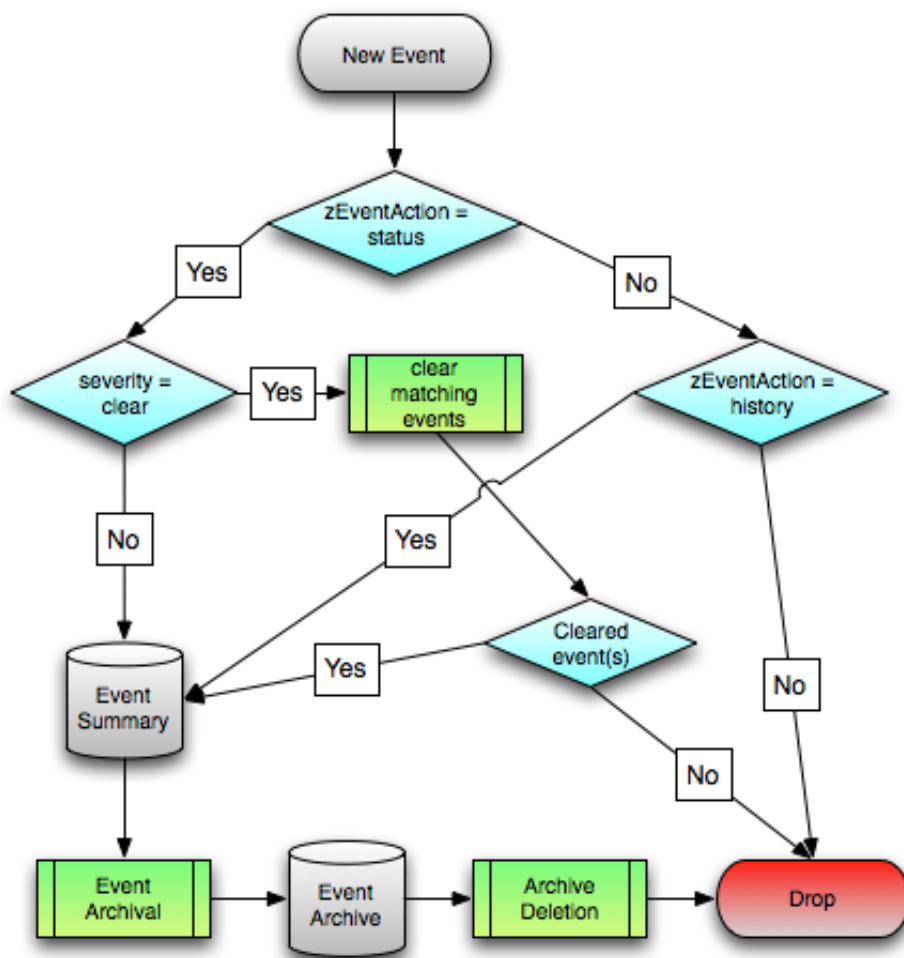 New Event
zEventAction =
status
Yes
No
severity =
clear
Yes
clear
matching
events
zEventAction =
history
No
Yes
Cleared
event(s)
Yes
No
Event
Summary
No
Event
Archival
Event
Archive
Archive
Deletion
Drop